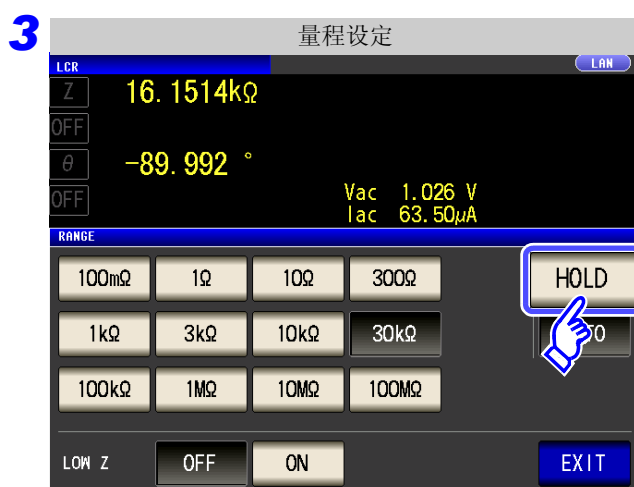 3
量程设定
LCR LAN
Z 16.1514kΩ
OFF
θ -89.992 °
OFF
Vac 1.026 V
Iac 63.50μA
RANGE
100mΩ 1Ω 10Ω 300Ω HOLD
1kΩ 3kΩ 10kΩ 30kΩ
100kΩ 1MΩ 10MΩ 100MΩ
LOW Z OFF ON EXIT